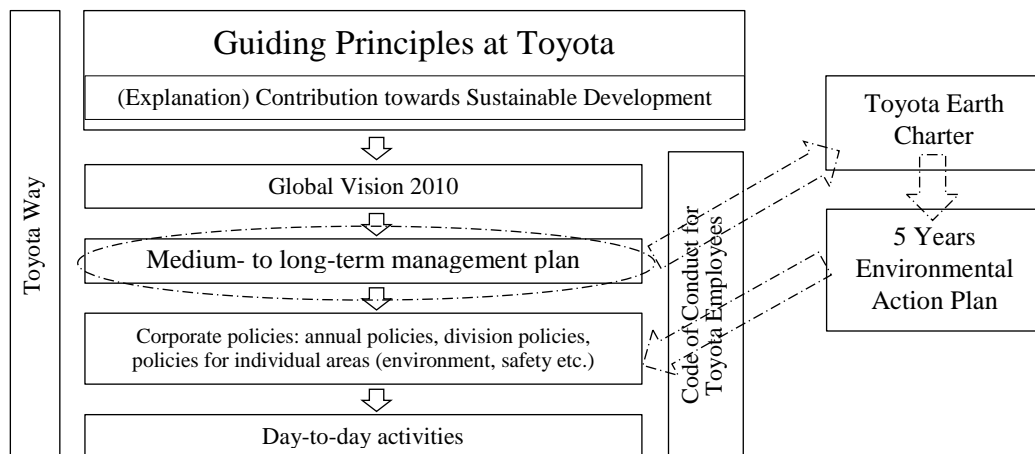 Toyota Way
Guiding Principles at Toyota
(Explanation) Contribution towards Sustainable Development
Global Vision 2010
Medium- to long-term management plan
Corporate policies: annual policies, division policies,
policies for individual areas (environment, safety etc.)
Day-to-day activities
Code of Conduct for
Toyota Employees
Toyota Earth
Charter
5 Years
Environmental
Action Plan